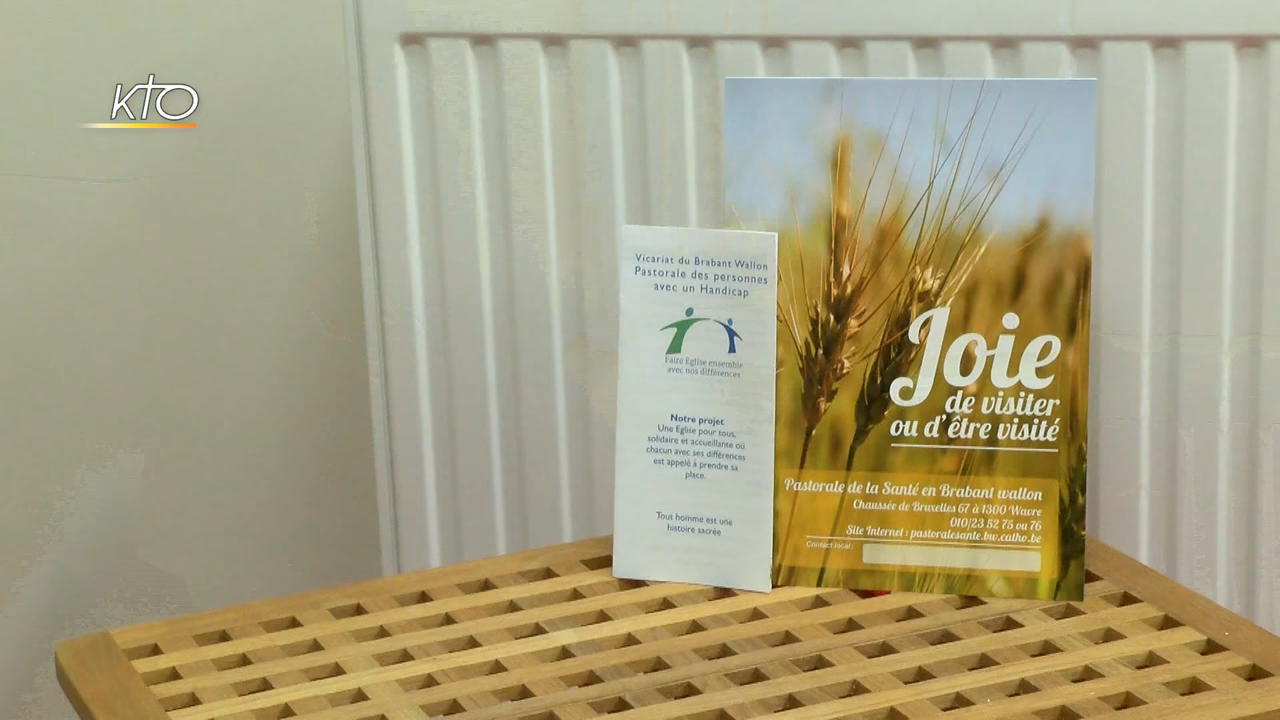 KTO
Vicariat du Brabant Wallon
Pastorale des personnes
avec un Handicap
Faire Eglise ensemble
avec nos différences
Notre projet
Une Eglise pour tous,
solidaire et accueillante où
chacun avec ses différences
est appelé à prendre sa
place.
Tout homme est une
histoire sacrée
Joie
de visiter
ou d'être visité
Pastorale de la Santé en Brabant wallon
Chaussée de Bruxelles 67 à 1300 Wavre
010/23 52 75 ou 76
Site Internet : pastoralesante.bw.catho.be
Contact local :